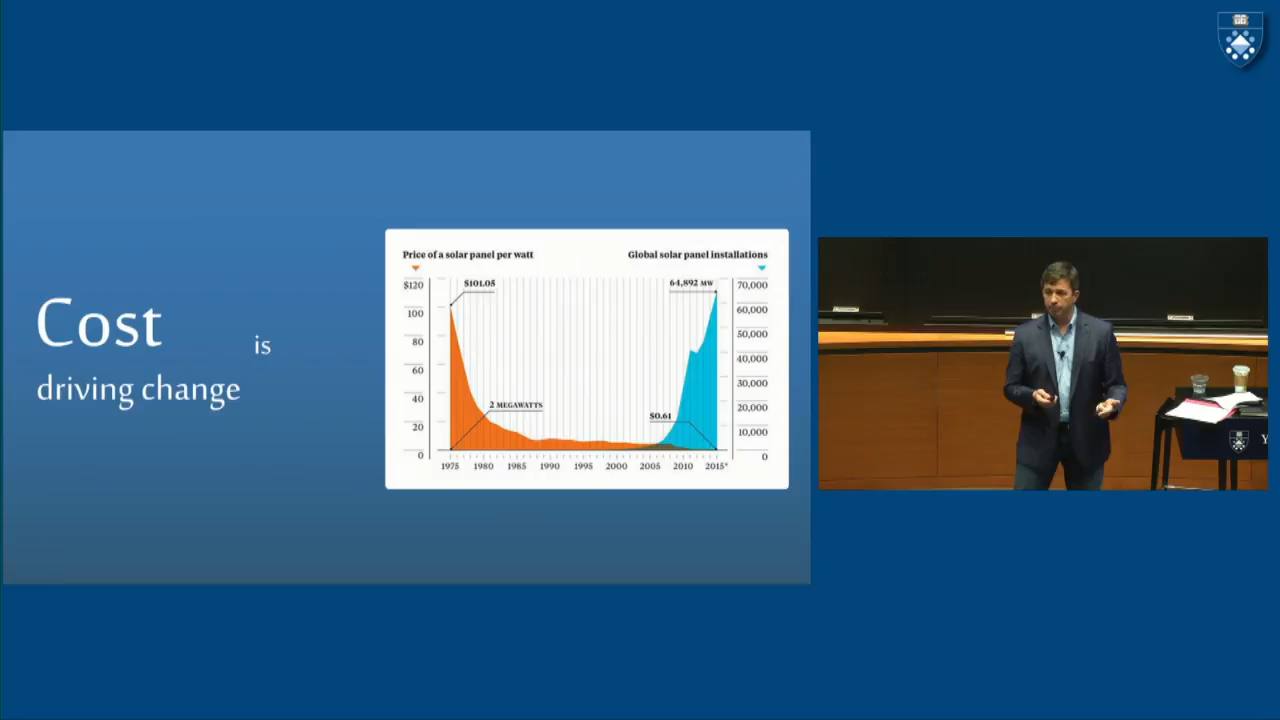 Cost is
driving change
Price of a solar panel per watt
Global solar panel installations
$120
100
80
60
40
20
0
$101.05
2 MEGAWATTS
64,892 MW
$0.61
70,000
60,000
50,000
40,000
30,000
20,000
10,000
0
1975 1980 1985 1990 1995 2000 2005 2010 2015*
Y